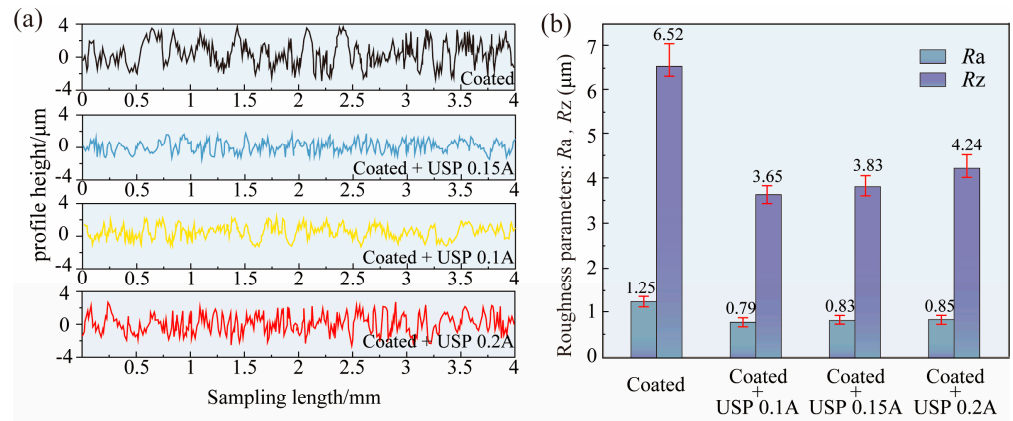 (a)
profile height/μm
4
0
-4
0 0.5 1 1.5 2 2.5 3 3.5 4
Coated
4
0
-4
0 0.5 1 1.5 2 2.5 3 3.5 4
Coated + USP 0.15A
4
0
-4
0 0.5 1 1.5 2 2.5 3 3.5 4
Coated + USP 0.1A
4
0
-4
0 0.5 1 1.5 2 2.5 3 3.5 4
Coated + USP 0.2A
Sampling length/mm
(b)
Roughness parameters: Ra , Rz (μm)
7
6
5
4
3
2
1
0
Ra
Rz
1.25
6.52
0.79
3.65
0.83
3.83
0.85
4.24
Coated
Coated
+
USP 0.1A
Coated
+
USP 0.15A
Coated
+
USP 0.2A